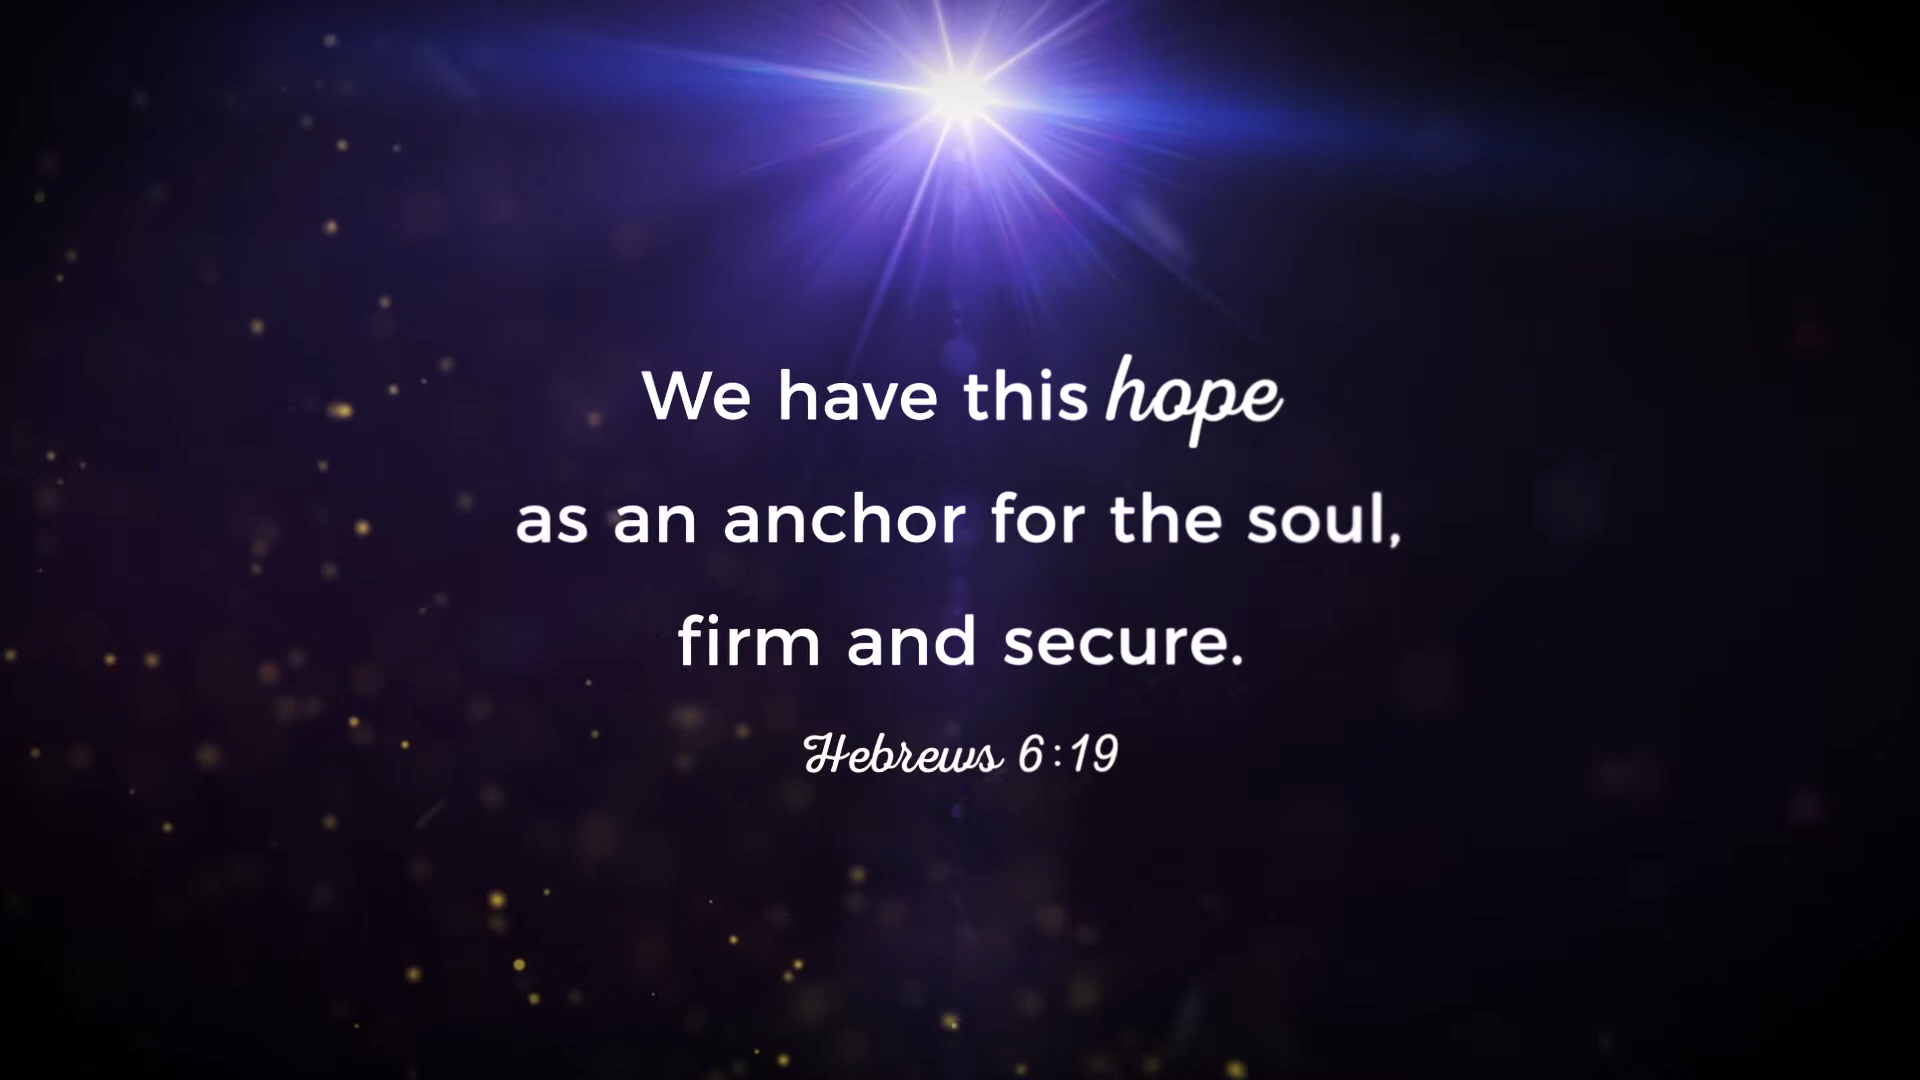 We have this hope
as an anchor for the soul,
firm and secure.
Hebrews 6:19